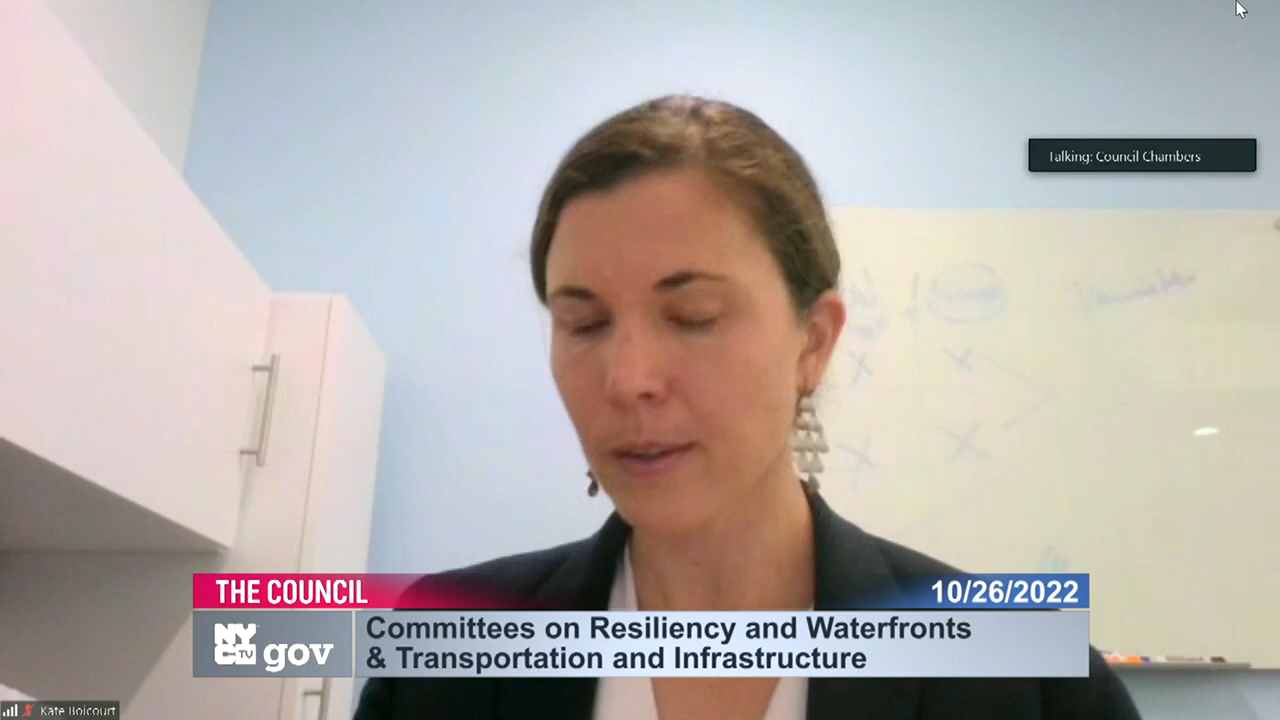 Talking: Council Chambers
THE COUNCIL
10/26/2022
NYC TV gov
Committees on Resiliency and Waterfronts
& Transportation and Infrastructure
Kate Boicourt